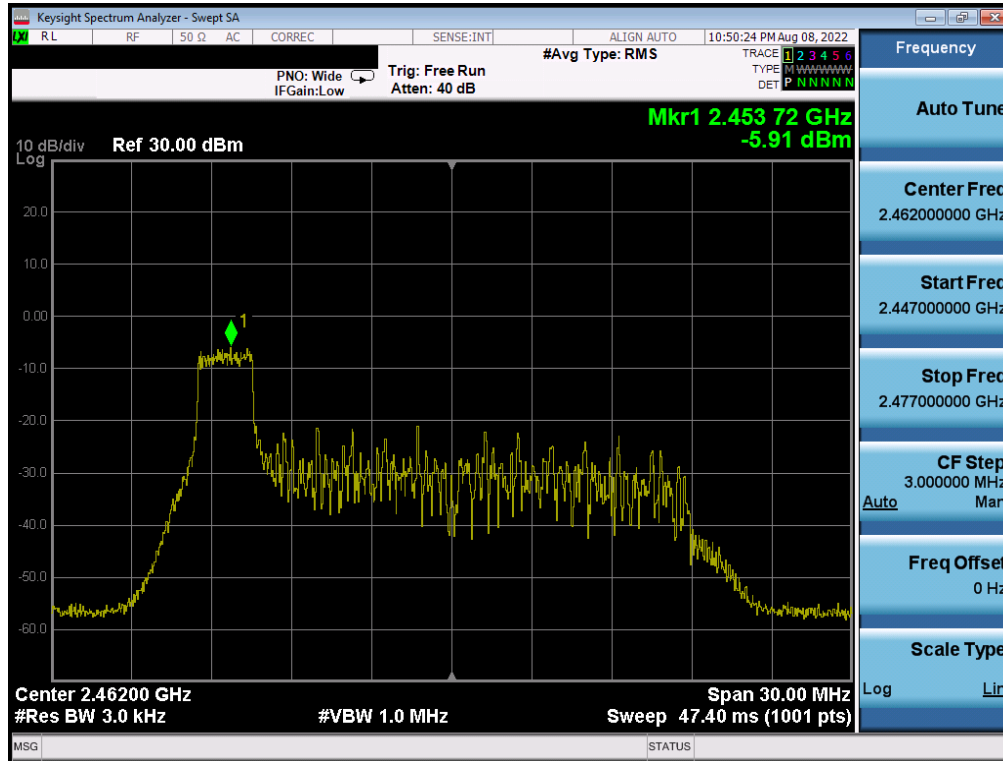 Keysight Spectrum Analyzer - Swept SA
LXI RL RF 50 Ω AC CORREC SENSE:INT ALIGN AUTO 10:50:24 PM Aug 08, 2022
PNO: Wide
IFGain:Low
Trig: Free Run
Atten: 40 dB
#Avg Type: RMS
TRACE 1 2 3 4 5 6
TYPE M WWWWW
DET P N N N N N
Mkr1 2.453 72 GHz
-5.91 dBm
10 dB/div
Log
Ref 30.00 dBm
20.0
10.0
0.00
-10.0
-20.0
-30.0
-40.0
-50.0
-60.0
1
Center 2.46200 GHz
Span 30.00 MHz
#Res BW 3.0 kHz
#VBW 1.0 MHz
Sweep 47.40 ms (1001 pts)
MSG
STATUS
Frequency
Auto Tune
Center Freq
2.462000000 GHz
Start Freq
2.447000000 GHz
Stop Freq
2.477000000 GHz
CF Step
3.000000 MHz
Auto Man
Freq Offset
0 Hz
Scale Type
Log Lin